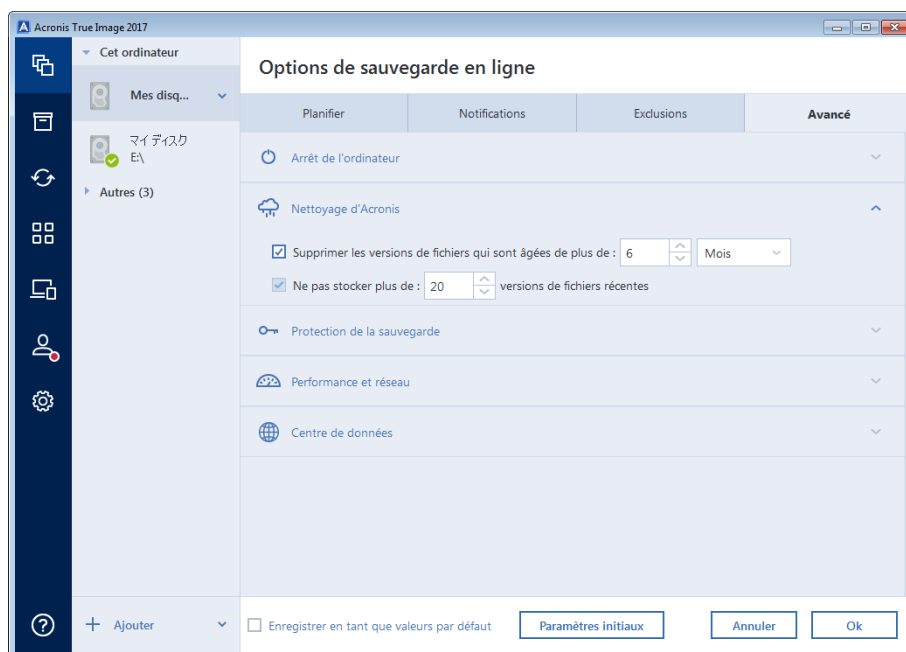 Acronis True Image 2017
Cet ordinateur
Mes disq...
マイ ディスク
E:\
Autres (3)
Ajouter
Options de sauvegarde en ligne
Planifier
Notifications
Exclusions
Avancé
Arrêt de l'ordinateur
Nettoyage d'Acronis
Supprimer les versions de fichiers qui sont âgées de plus de : 6 Mois
Ne pas stocker plus de : 20 versions de fichiers récentes
Protection de la sauvegarde
Performance et réseau
Centre de données
Enregistrer en tant que valeurs par défaut
Paramètres initiaux
Annuler
Ok